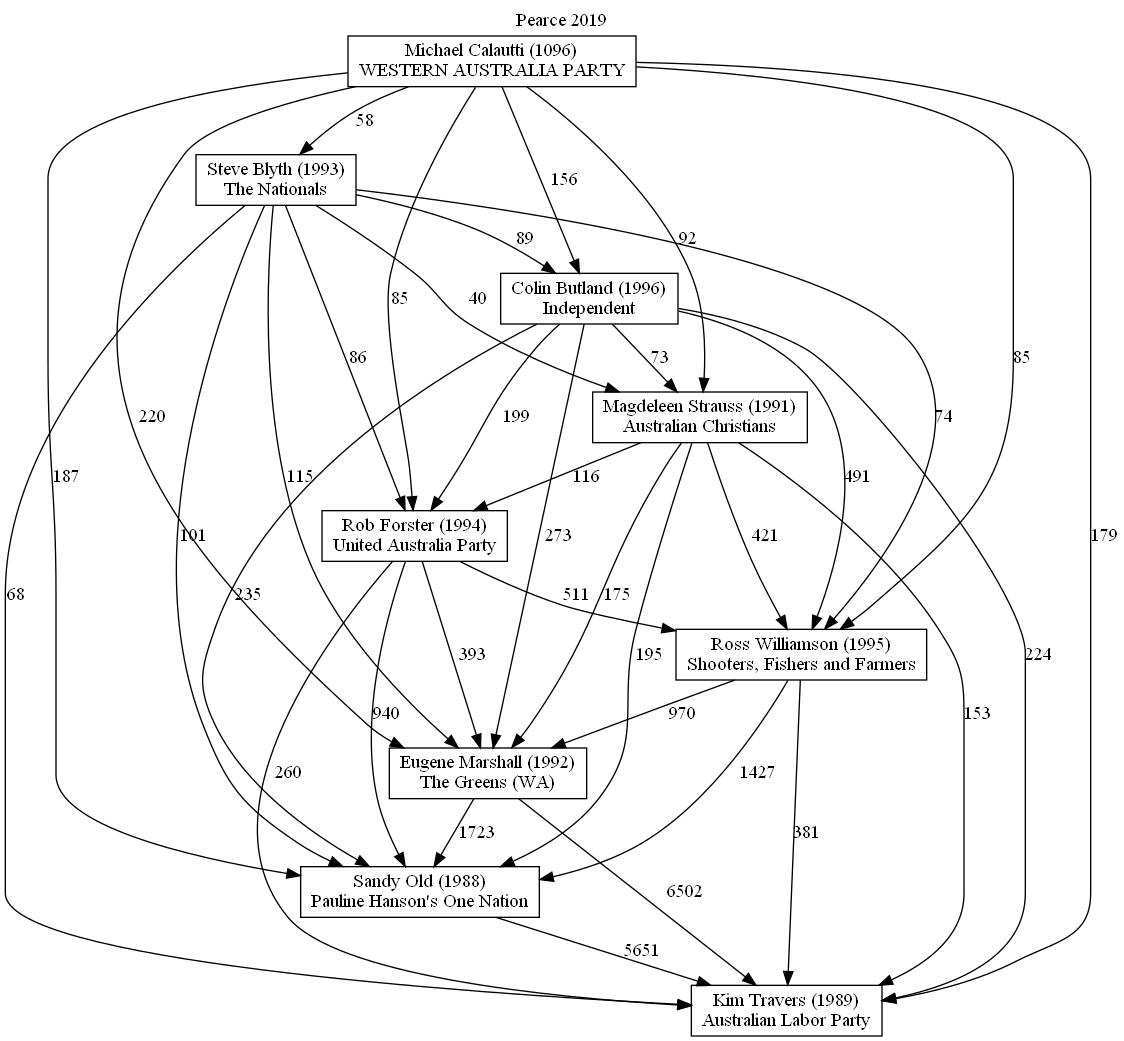 Pearce 2019
Michael Calautti (1096)
WESTERN AUSTRALIA PARTY
58
Steve Blyth (1993)
The Nationals
156
89
92
Colin Butland (1996)
Independent
85
40
86
73
85
Magdeleen Strauss (1991)
Australian Christians
220
199
74
187
115
116
491
Rob Forster (1994)
United Australia Party
101
273
421
179
68
235
511
175
Ross Williamson (1995)
Shooters, Fishers and Farmers
393
195
224
940
970
153
Eugene Marshall (1992)
The Greens (WA)
260
1427
1723
381
Sandy Old (1988)
Pauline Hanson's One Nation
6502
5651
Kim Travers (1989)
Australian Labor Party